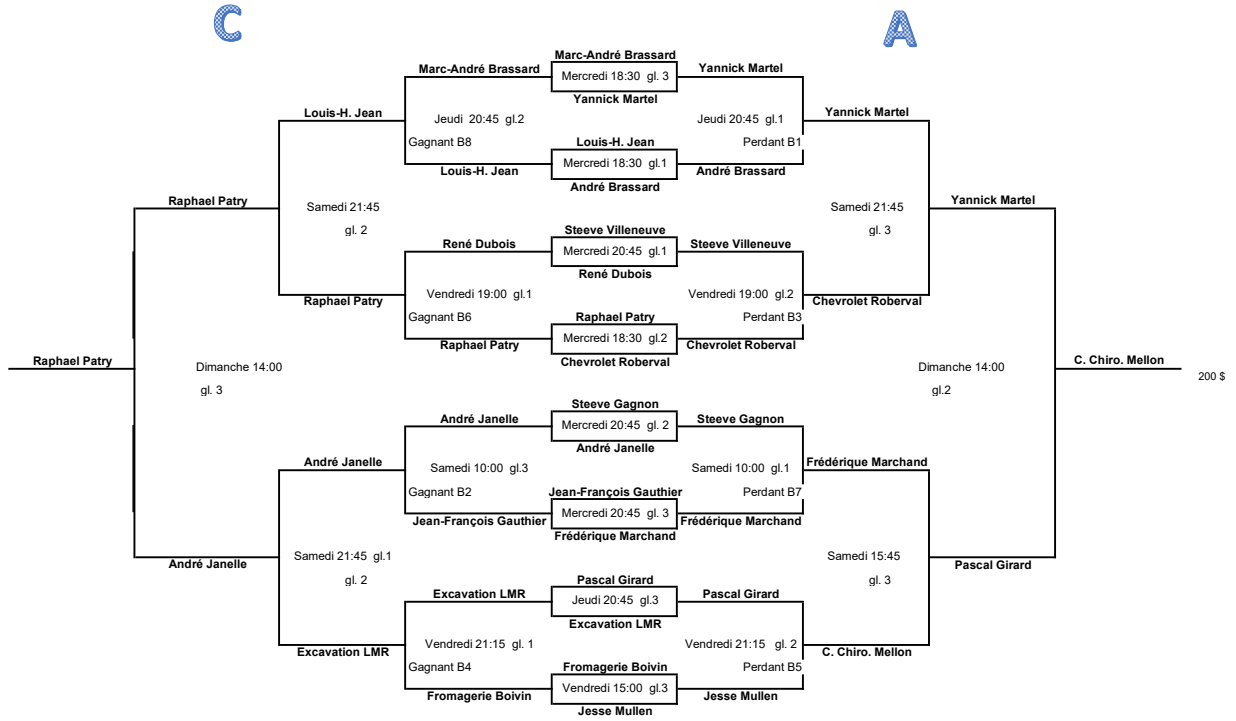 C
A
Marc-André Brassard
Marc-André Brassard
Mercredi 18:30 gl. 3
Yannick Martel
Yannick Martel
Louis-H. Jean
Jeudi 20:45 gl.2
Jeudi 20:45 gl.1
Yannick Martel
Gagnant B8
Louis-H. Jean
Perdant B1
Louis-H. Jean
Mercredi 18:30 gl.1
André Brassard
André Brassard
Raphael Patry
Samedi 21:45
gl. 2
Samedi 21:45
gl. 3
Yannick Martel
René Dubois
Steeve Villeneuve
Mercredi 20:45 gl.1
Steeve Villeneuve
René Dubois
Raphael Patry
Vendredi 19:00 gl.1
Vendredi 19:00 gl.2
Chevrolet Roberval
Gagnant B6
Raphael Patry
Perdant B3
Raphael Patry
Mercredi 18:30 gl.2
Chevrolet Roberval
Chevrolet Roberval
Raphael Patry
Dimanche 14:00
gl. 3
Dimanche 14:00
gl.2
C. Chiro. Mellon
200 $
André Janelle
Steeve Gagnon
Mercredi 20:45 gl. 2
Steeve Gagnon
André Janelle
André Janelle
Samedi 10:00 gl.3
Samedi 10:00 gl.1
Frédérique Marchand
Gagnant B2
Jean-François Gauthier
Perdant B7
Jean-François Gauthier
Mercredi 20:45 gl. 3
Frédérique Marchand
Frédérique Marchand
André Janelle
Samedi 21:45 gl.1
gl. 2
Samedi 15:45
gl. 3
Pascal Girard
Excavation LMR
Pascal Girard
Jeudi 20:45 gl.3
Pascal Girard
Excavation LMR
Excavation LMR
Vendredi 21:15 gl. 1
Vendredi 21:15 gl. 2
C. Chiro. Mellon
Gagnant B4
Fromagerie Boivin
Perdant B5
Fromagerie Boivin
Vendredi 15:00 gl.3
Jesse Mullen
Jesse Mullen